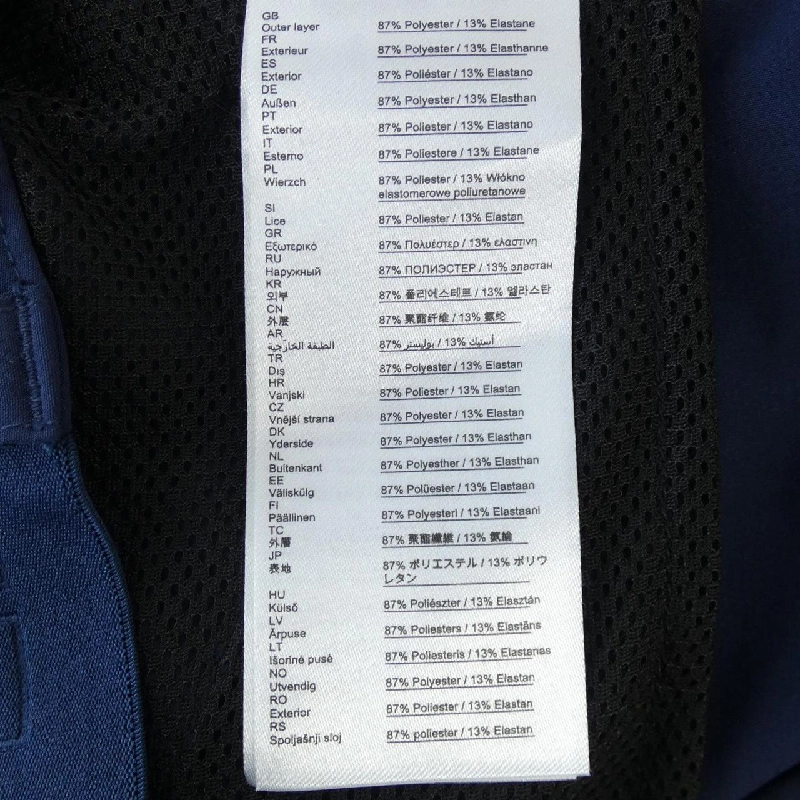 GB
Outer layer 87% Polyester / 13% Elastane
FR
Exterieur 87% Polyester / 13% Elasthanne
ES
Exterior 87% Poliéster / 13% Elastano
DE
Außen 87% Polyester / 13% Elasthan
PT
Exterior 87% Poliester / 13% Elastano
IT
Esterno 87% Poliestere / 13% Elastane
PL
Wierzch 87% Poliester / 13% Włókno
elastomerowe poliuretanowe
SI
Lice 87% Poliester / 13% Elastan
GR
Εξωτερικό 87% Πολυέστερ / 13% ελαστίνη
RU
Наружный 87% ПОЛИЭСТЕР / 13% эластан
KR
외부 87% 폴리에스테르 / 13% 엘라스탄
CN
外层 87% 聚酯纤维 / 13% 氨纶
AR
الطبقة الخارجية 87% بوليستر / 13% أستيك
TR
Dış 87% Polyester / 13% Elastan
HR
Vanjski 87% Poliester / 13% Elastan
CZ
Vnější strana 87% Polyester / 13% Elastan
DK
Yderside 87% Polyester / 13% Elasthan
NL
Buitenkant 87% Polyesther / 13% Elasthan
EE
Väliskülg 87% Polüester / 13% Elastaan
FI
Päällinen 87% Polyesteri / 13% Elastaani
TC
外層 87% 聚酯纖維 / 13% 氨綸
JP
表地 87% ポリエステル / 13% ポリウ
レタン
HU
Külső 87% Poliészter / 13% Elasztán
LV
Ārpuse 87% Poliesters / 13% Elastāns
LT
Išorinė pusė 87% Poliesteris / 13% Elastanas
NO
Utvendig 87% Polyester / 13% Elastan
RO
Exterior 87% Poliester / 13% Elastan
RS
Spoljašnji sloj 87% poliester / 13% Elastan